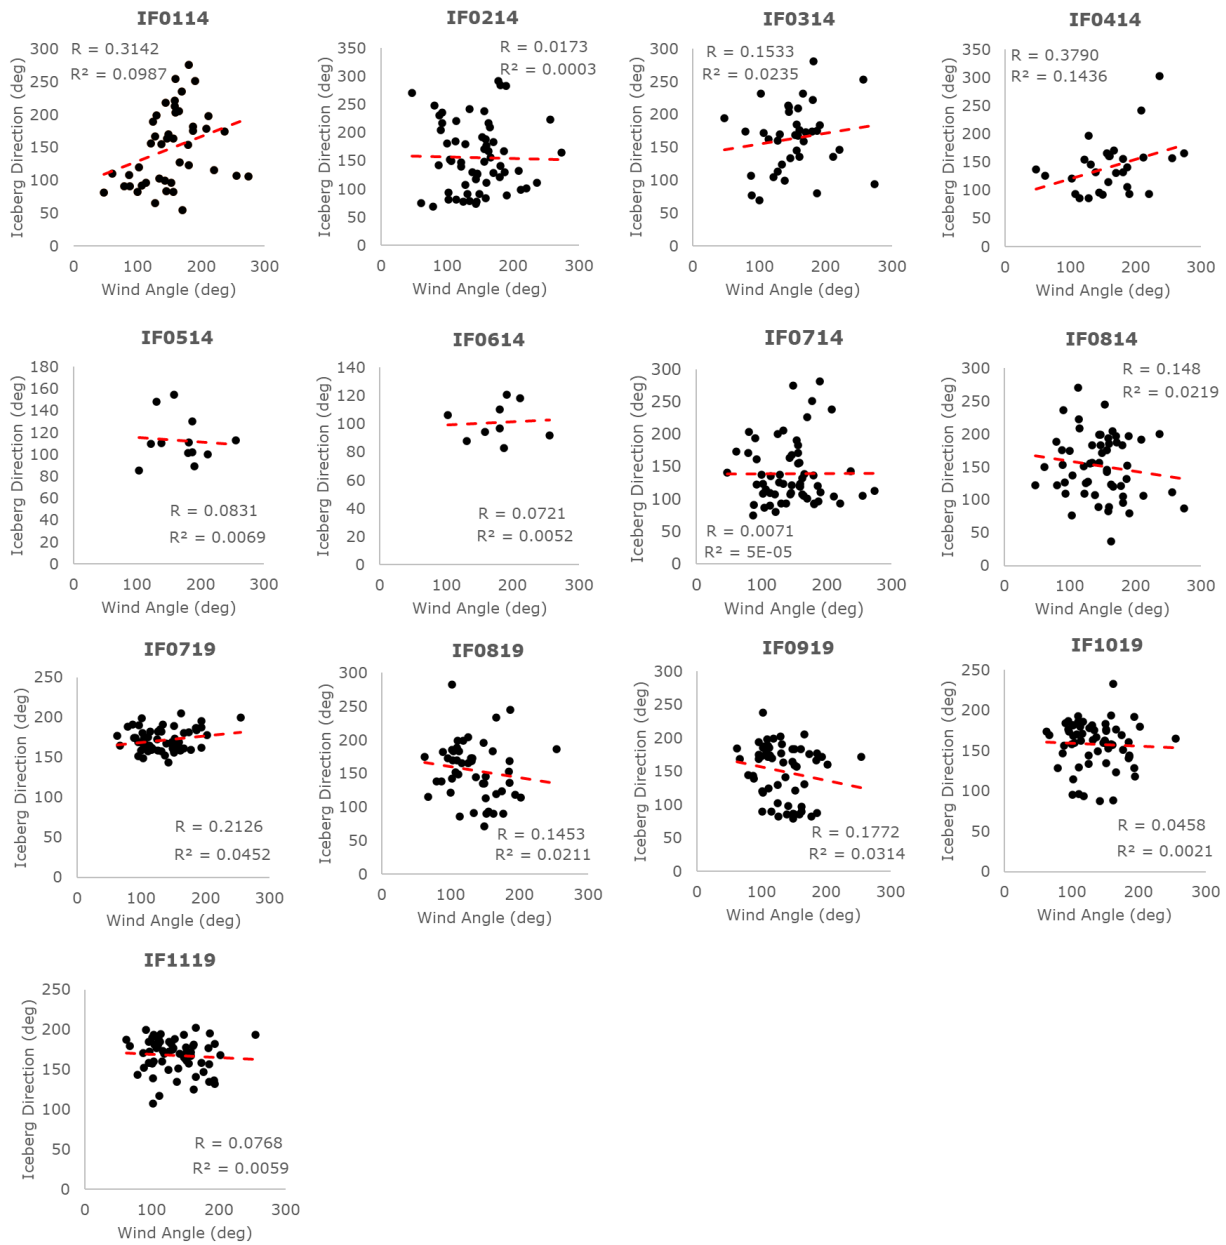 IF0114
R = 0.3142
R² = 0.0987
Iceberg Direction (deg)
300
250
200
150
100
50
0
0 100 200 300
Wind Angle (deg)
IF0214
R = 0.0173
R² = 0.0003
Iceberg Direction (deg)
350
300
250
200
150
100
50
0
0 100 200 300
Wind Angle (deg)
IF0314
R = 0.1533
R² = 0.0235
Iceberg Direction (deg)
300
250
200
150
100
50
0
0 100 200 300
Wind Angle (deg)
IF0414
R = 0.3790
R² = 0.1436
Iceberg Direction (deg)
350
300
250
200
150
100
50
0
0 100 200 300
Wind Angle (deg)
IF0514
Iceberg Direction (deg)
180
160
140
120
100
80
60
40
20
0
R = 0.0831
R² = 0.0069
0 100 200 300
Wind Angle (deg)
IF0614
Iceberg Direction (deg)
140
120
100
80
60
40
20
0
R = 0.0721
R² = 0.0052
0 100 200 300
Wind Angle (deg)
IF0714
Iceberg Direction (deg)
300
250
200
150
100
50
0
R = 0.0071
R² = 5E-05
0 100 200 300
Wind Angle (deg)
IF0814
R = 0.148
R² = 0.0219
Iceberg Direction (deg)
300
250
200
150
100
50
0
0 100 200 300
Wind Angle (deg)
IF0719
Iceberg Direction (deg)
250
200
150
100
50
0
R = 0.2126
R² = 0.0452
0 100 200 300
Wind Angle (deg)
IF0819
Iceberg Direction (deg)
300
250
200
150
100
50
0
R = 0.1453
R² = 0.0211
0 100 200 300
Wind Angle (deg)
IF0919
Iceberg Direction (deg)
300
250
200
150
100
50
0
R = 0.1772
R² = 0.0314
0 100 200 300
Wind Angle (deg)
IF1019
Iceberg Direction (deg)
250
200
150
100
50
0
R = 0.0458
R² = 0.0021
0 100 200 300
Wind Angle (deg)
IF1119
Iceberg Direction (deg)
250
200
150
100
50
0
R = 0.0768
R² = 0.0059
0 100 200 300
Wind Angle (deg)